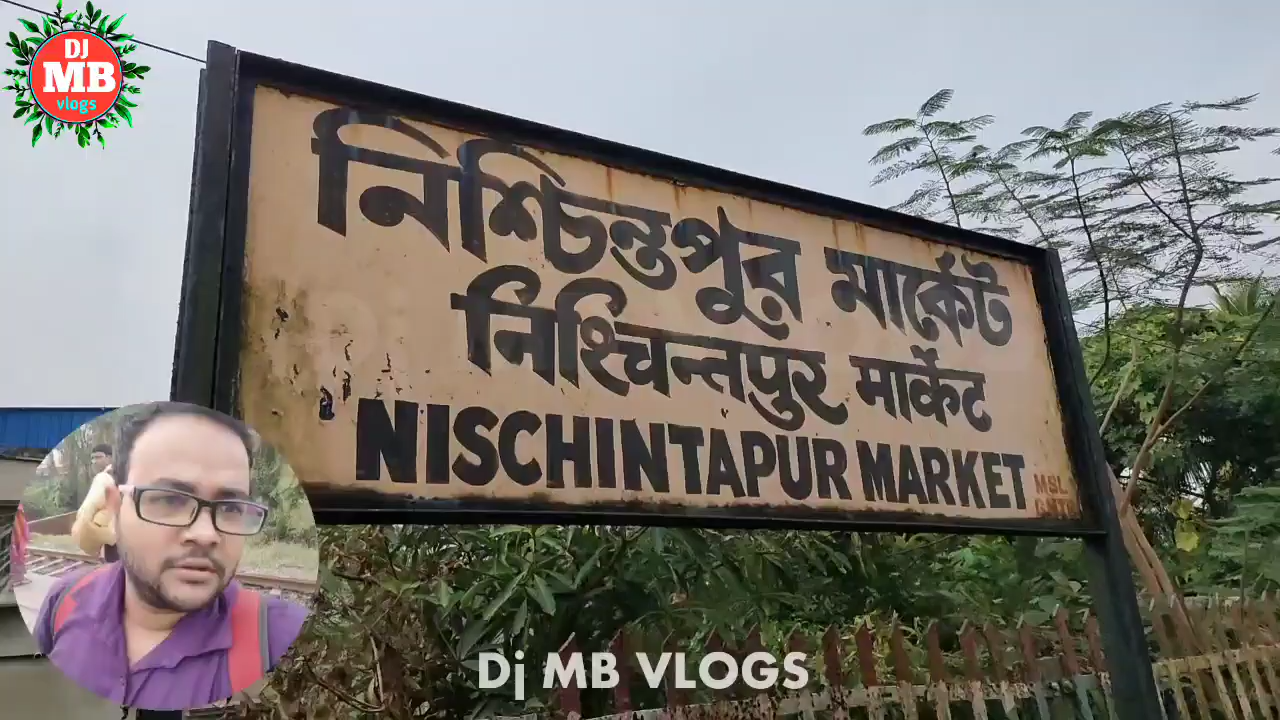 DJ
MB
vlogs
নিশ্চিন্তপুর মার্কেট
निश्चिन्तपुर मार्केट
NISCHINTAPUR MARKET
MSL
Dj MB VLOGS